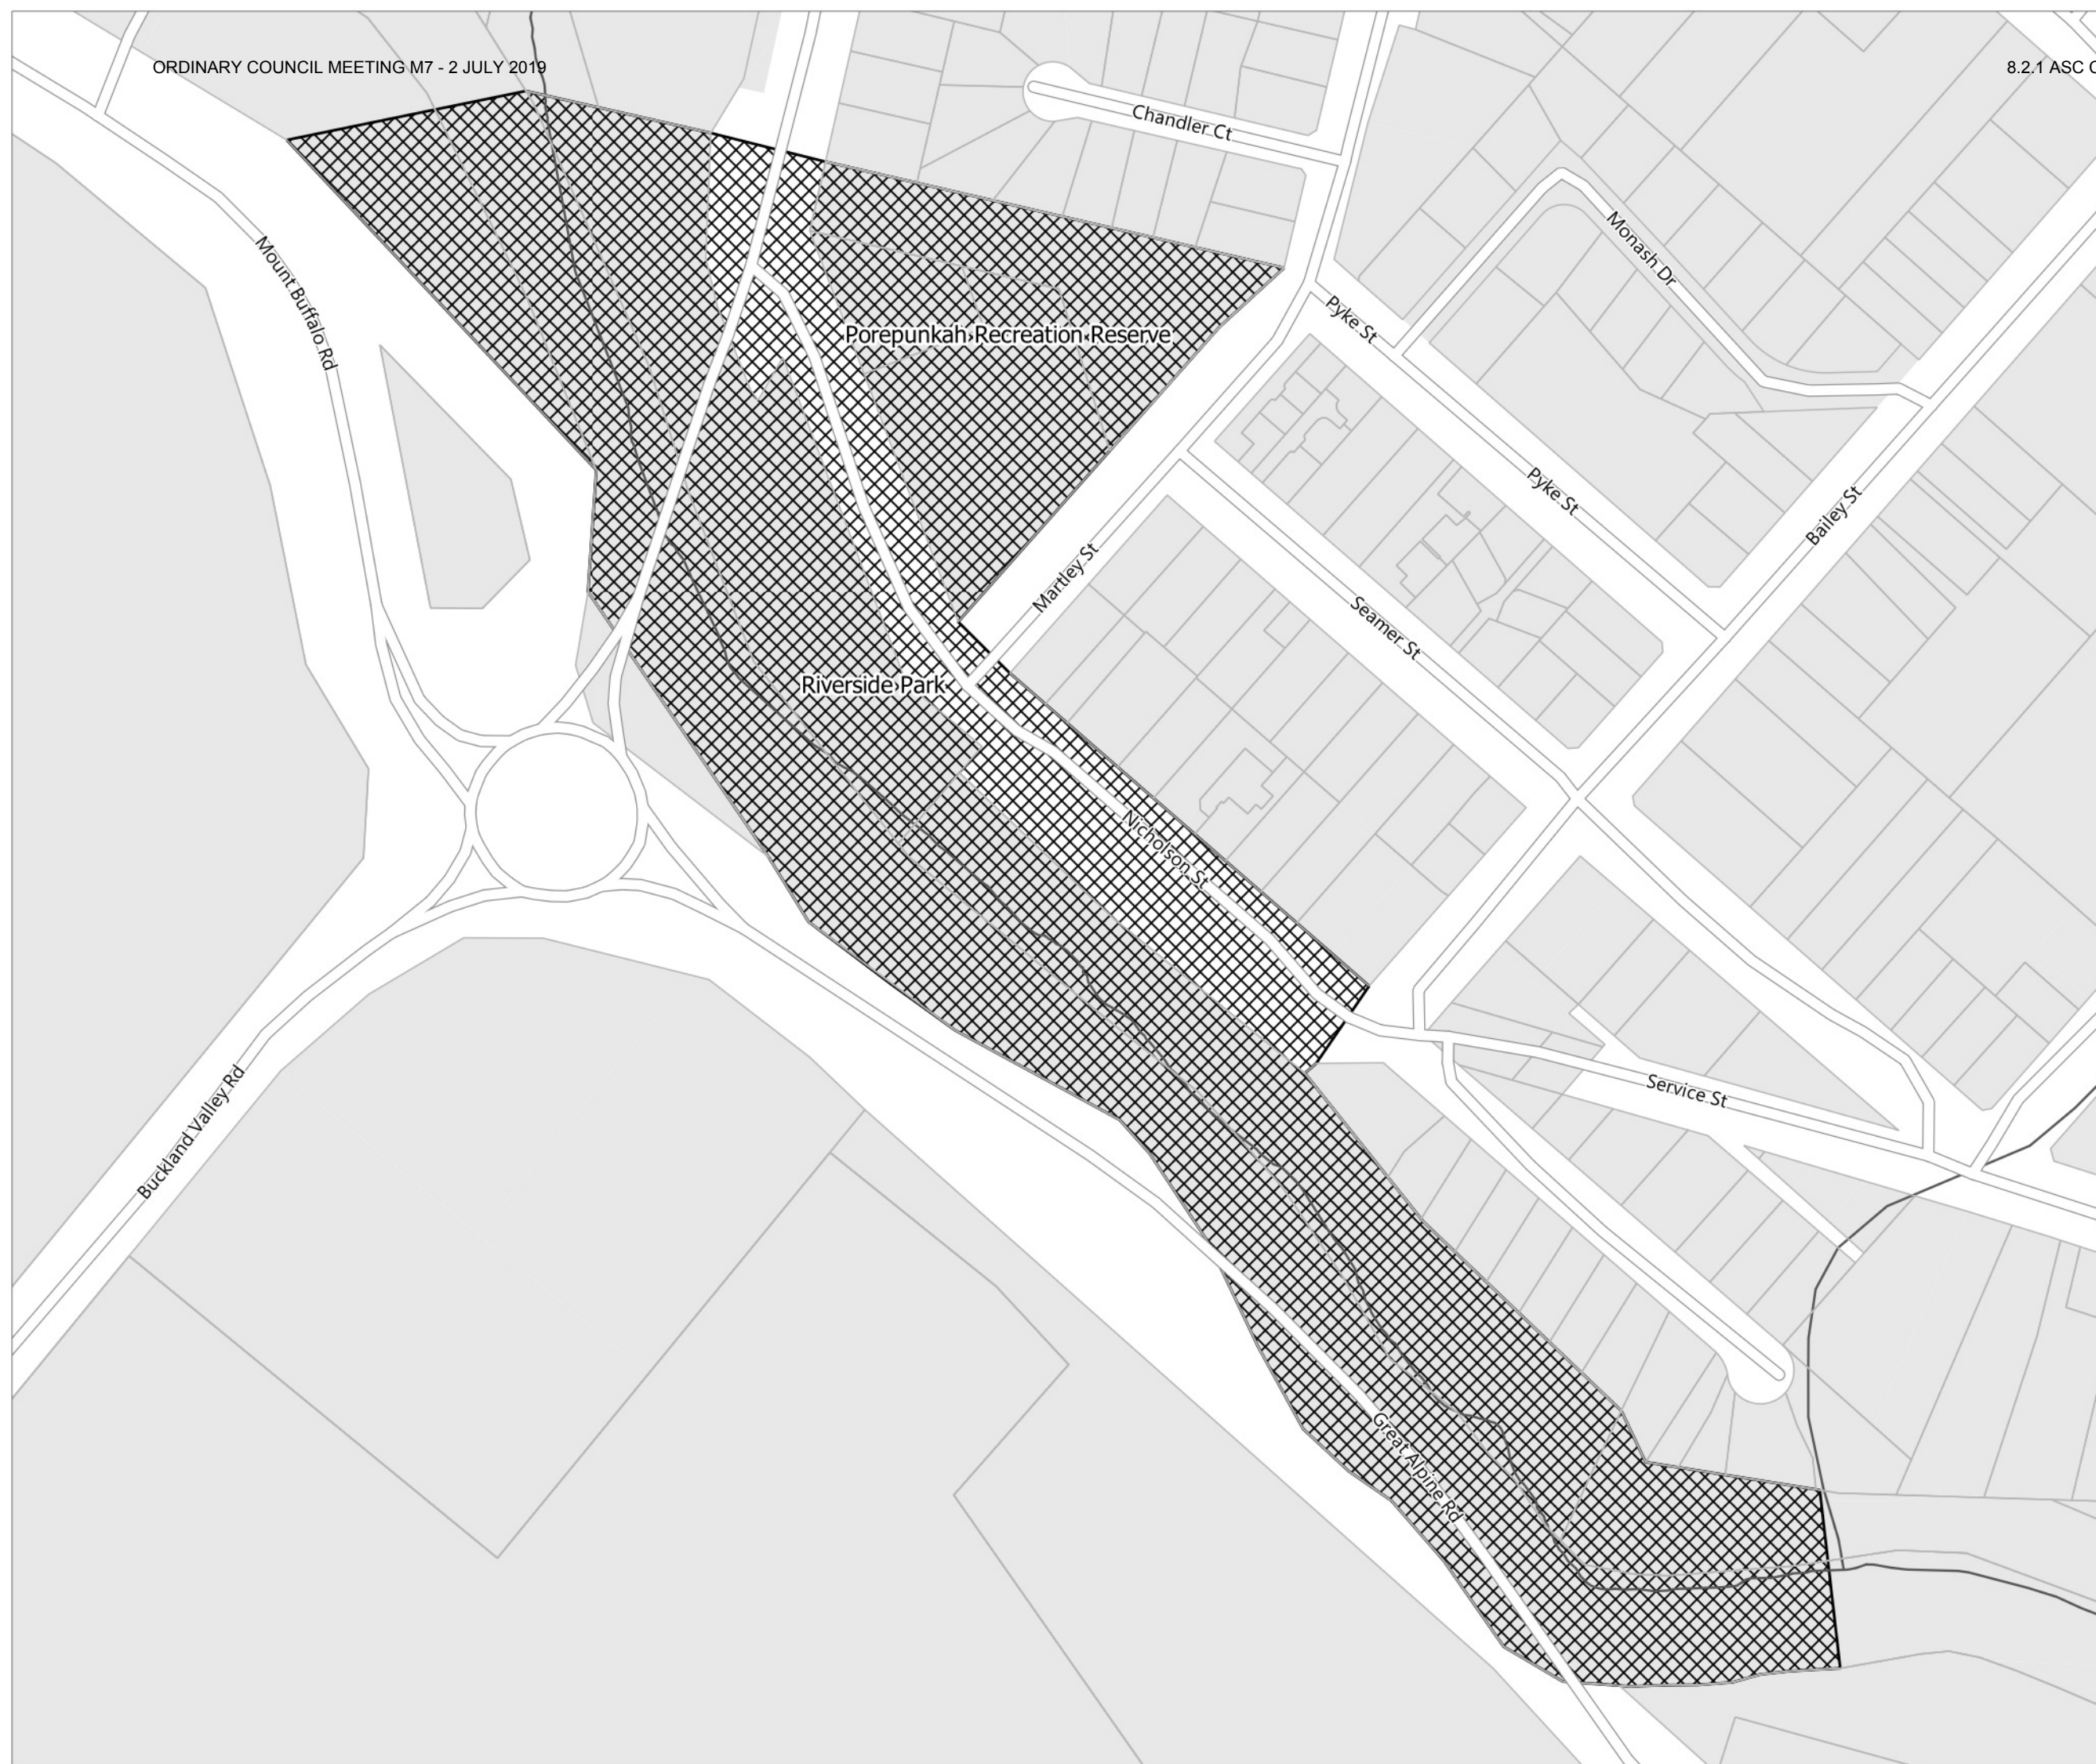 ORDINARY COUNCIL MEETING M7 - 2 JULY 2019
8.2.1 ASC
Chandler Ct
Monash Dr
Mount Buffalo Rd
Pyke St
Porepunkah Recreation Reserve
Pyke St
Bailey St
Martley St
Seamer St
Riverside Park
Nicholson St
Service St
Buckland Valley Rd
Great Alpine Rd